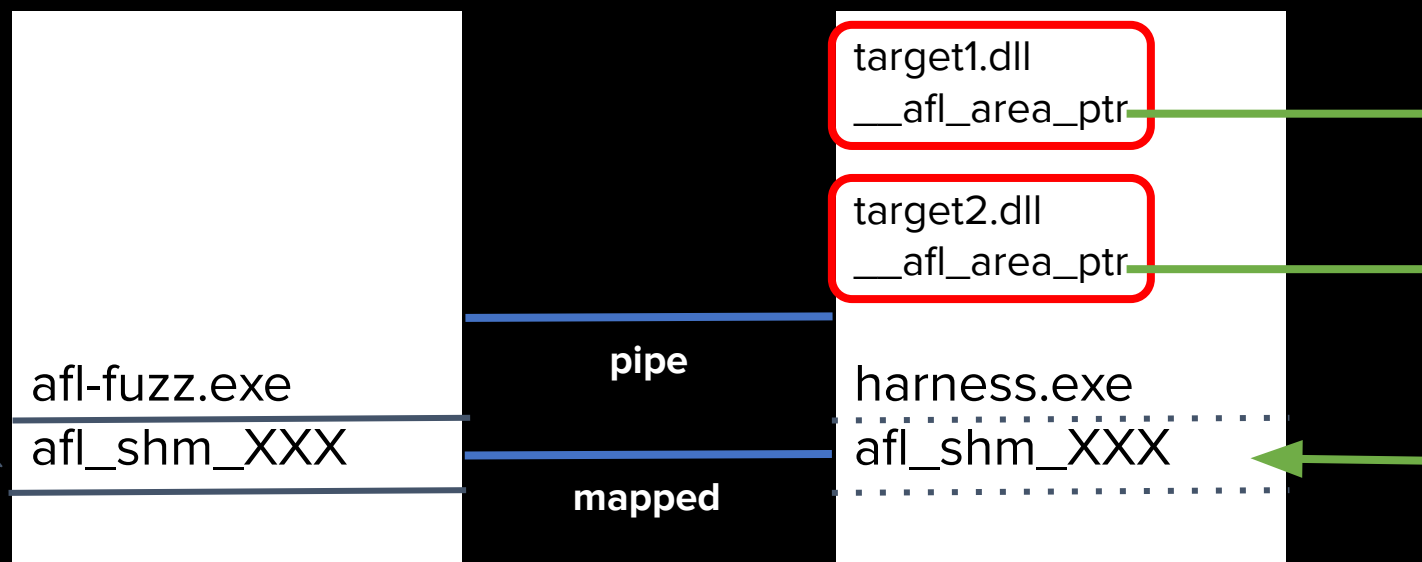 target1.dll
__afl_area_ptr
target2.dll
__afl_area_ptr
pipe
afl-fuzz.exe
harness.exe
afl_shm_XXX
afl_shm_XXX
mapped